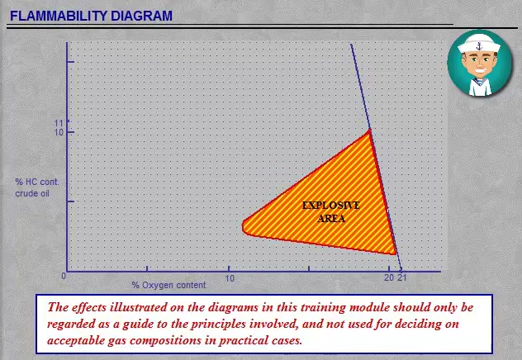 FLAMMABILITY DIAGRAM
11
10
% HC cont.
crude oil
EXPLOSIVE
AREA
0
10
20 21
% Oxygen content
The effects illustrated on the diagrams in this training module should only be
regarded as a guide to the principles involved, and not used for deciding on
acceptable gas compositions in practical cases.